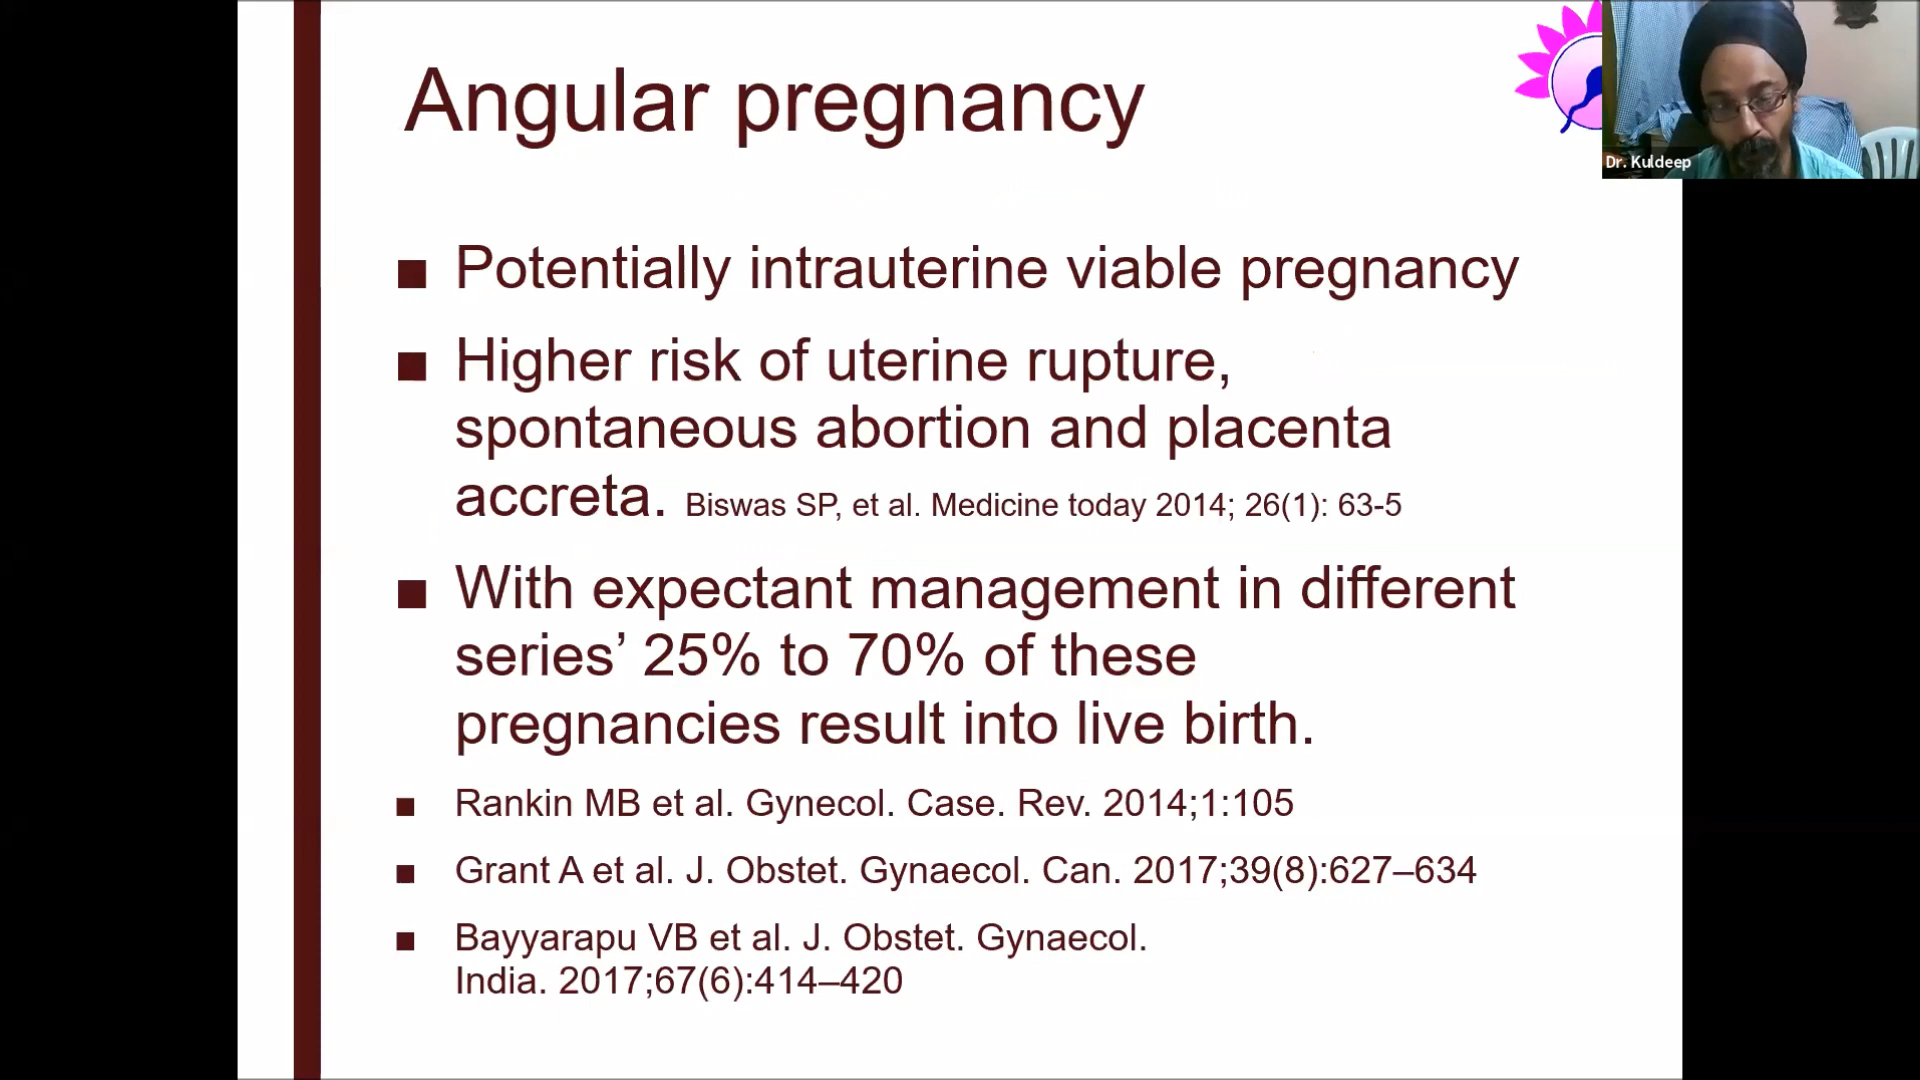 Angular pregnancy
Dr. Kuldeep
■ Potentially intrauterine viable pregnancy
■ Higher risk of uterine rupture,
spontaneous abortion and placenta
accreta. Biswas SP, et al. Medicine today 2014; 26(1): 63-5
■ With expectant management in different
series’ 25% to 70% of these
pregnancies result into live birth.
■ Rankin MB et al. Gynecol. Case. Rev. 2014;1:105
■ Grant A et al. J. Obstet. Gynaecol. Can. 2017;39(8):627–634
■ Bayyarapu VB et al. J. Obstet. Gynaecol.
India. 2017;67(6):414–420